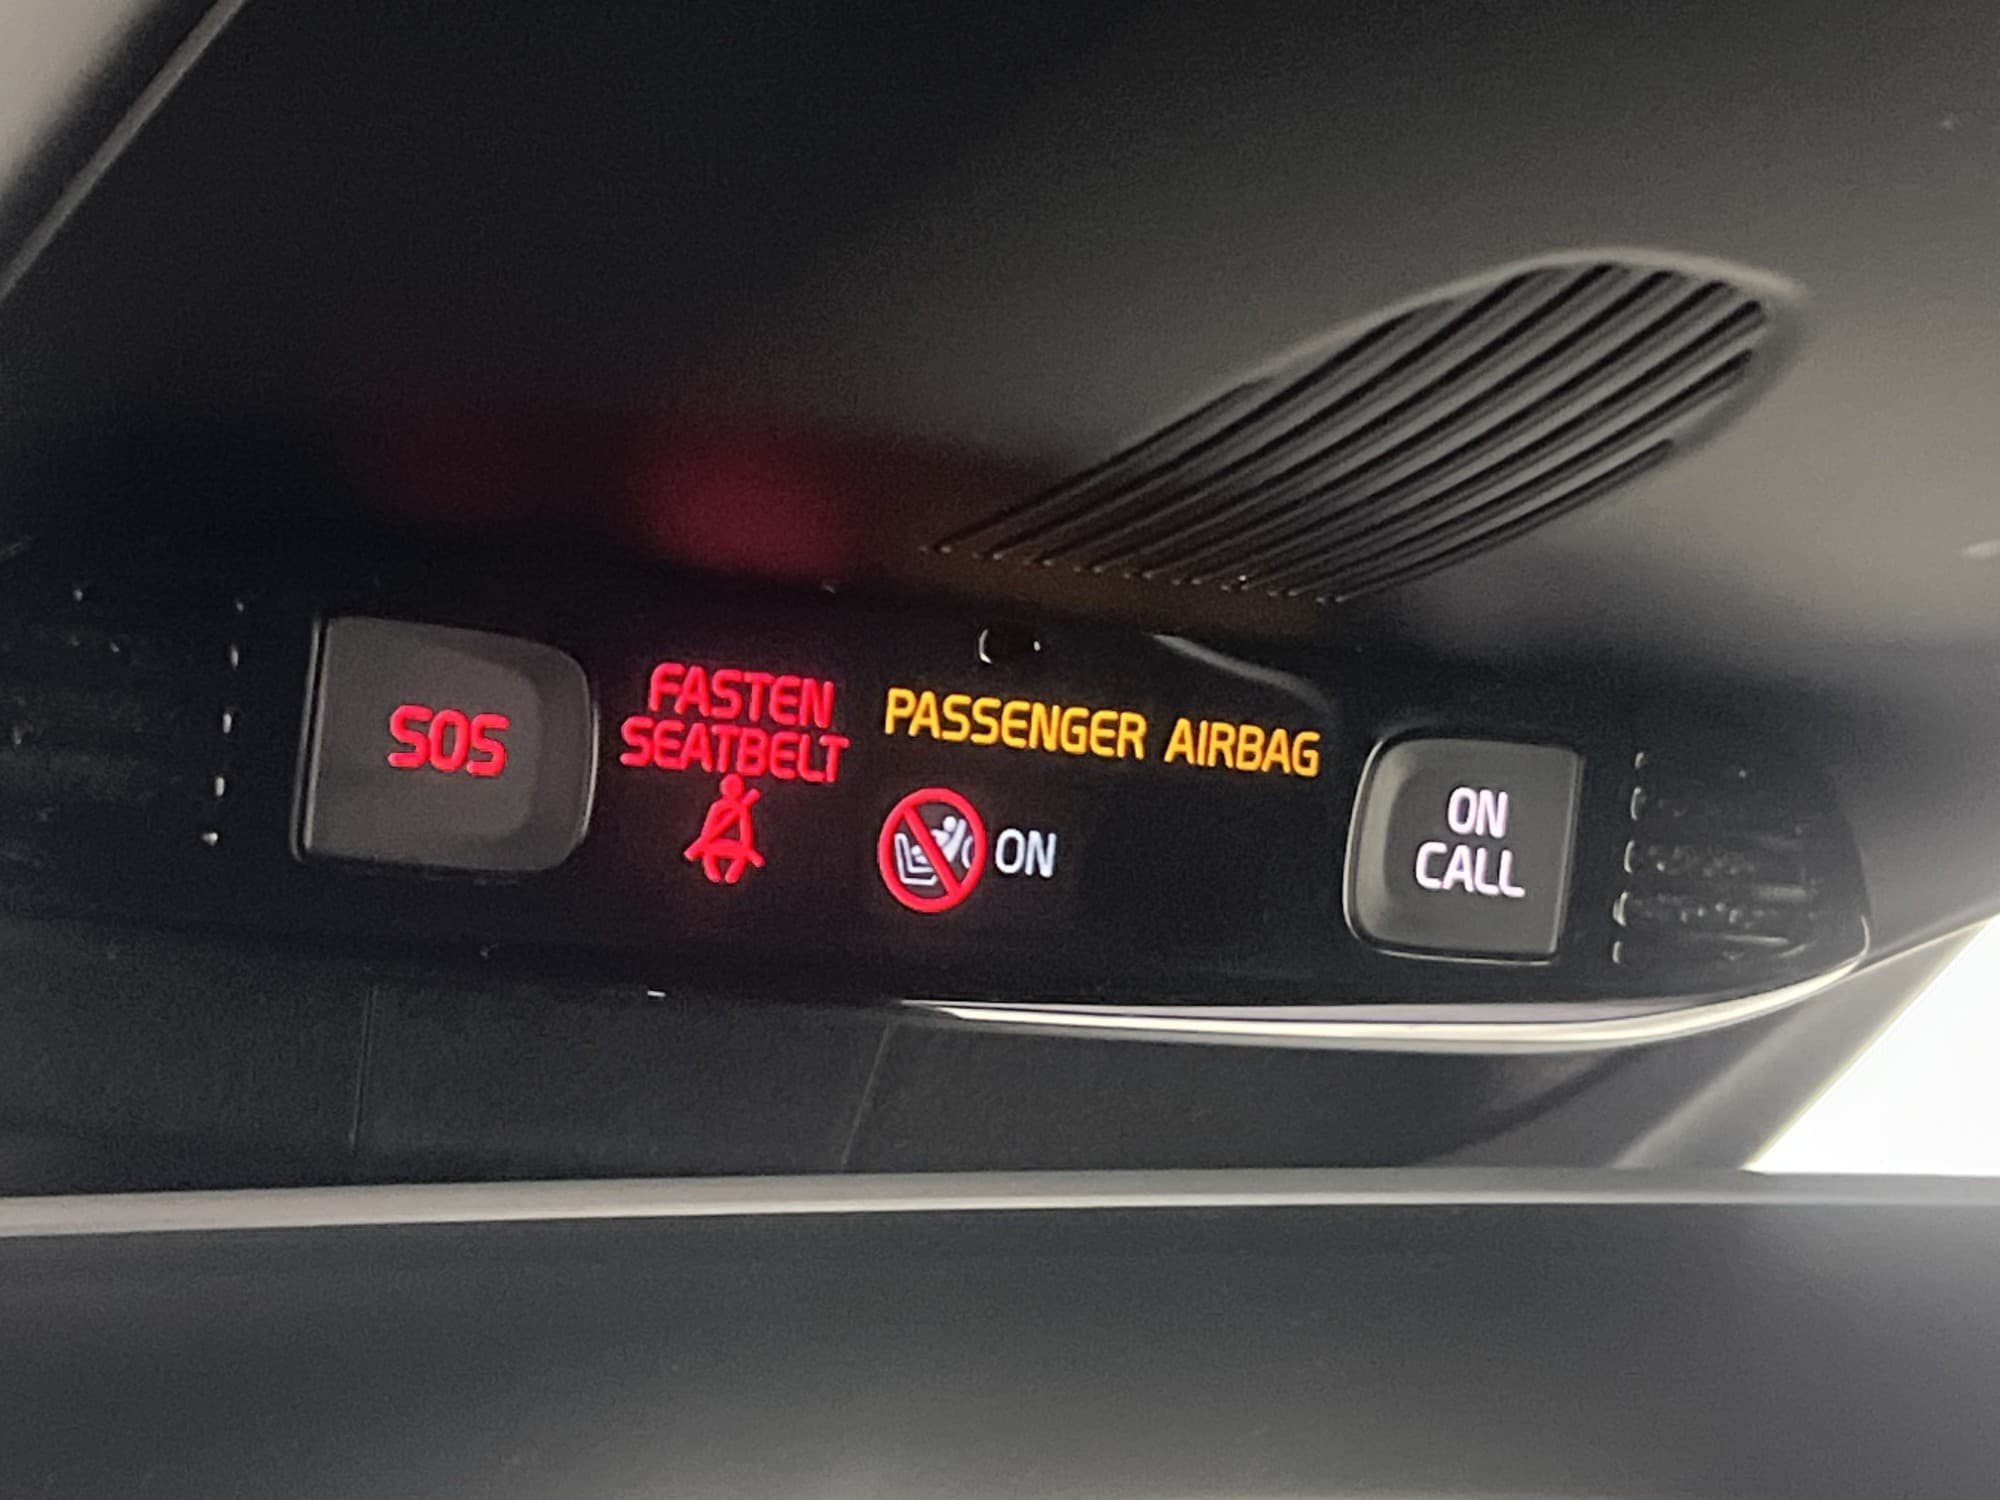 SOS
FASTEN
SEATBELT
PASSENGER AIRBAG
ON
ON
CALL